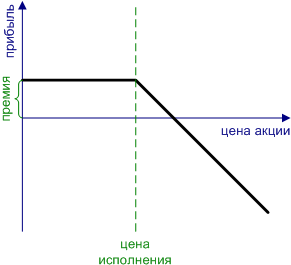 прибыль
премия
цена акции
цена
исполнения